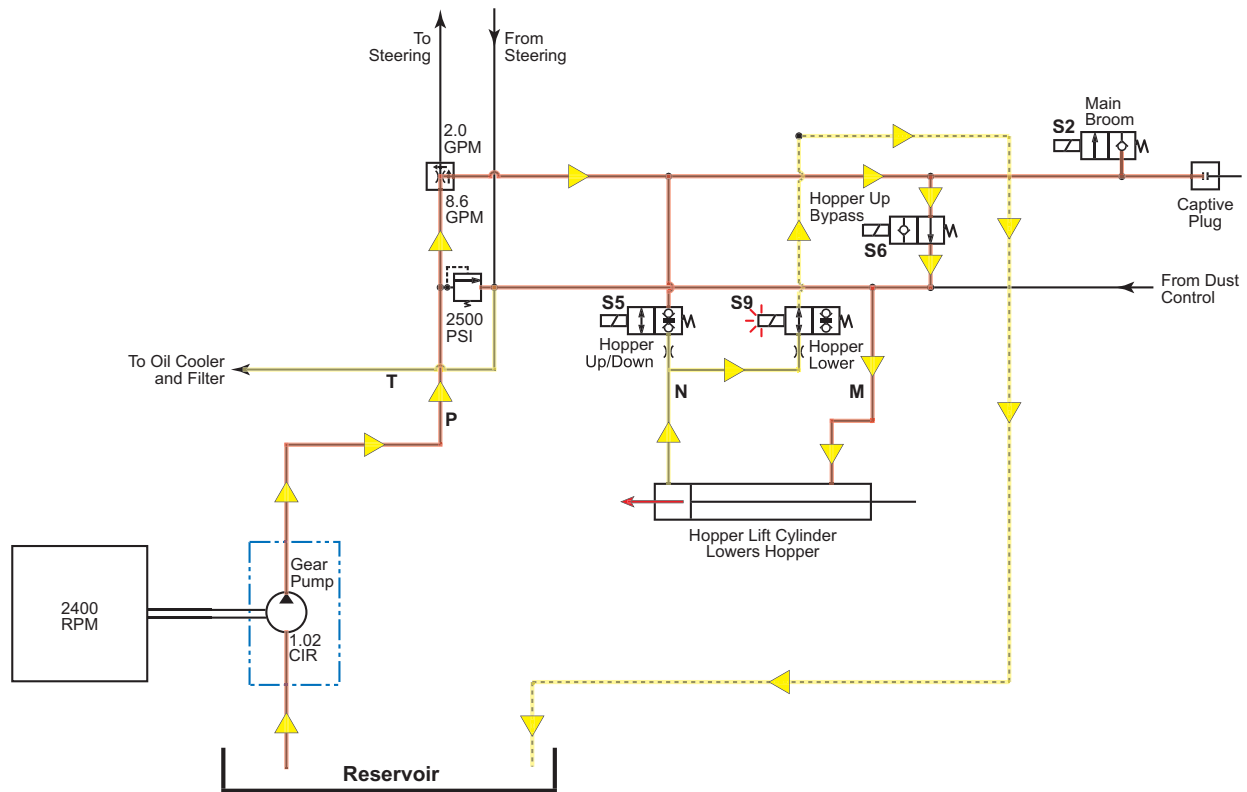 To
Steering
From
Steering
2.0
GPM
8.6
GPM
S2
Main
Broom
Captive
Plug
Hopper Up
Bypass
S6
From Dust
Control
2500
PSI
S5
Hopper
Up/Down
S9
Hopper
Lower
To Oil Cooler
and Filter
T
N
M
P
Hopper Lift Cylinder
Lowers Hopper
2400
RPM
Gear
Pump
1.02
CIR
Reservoir